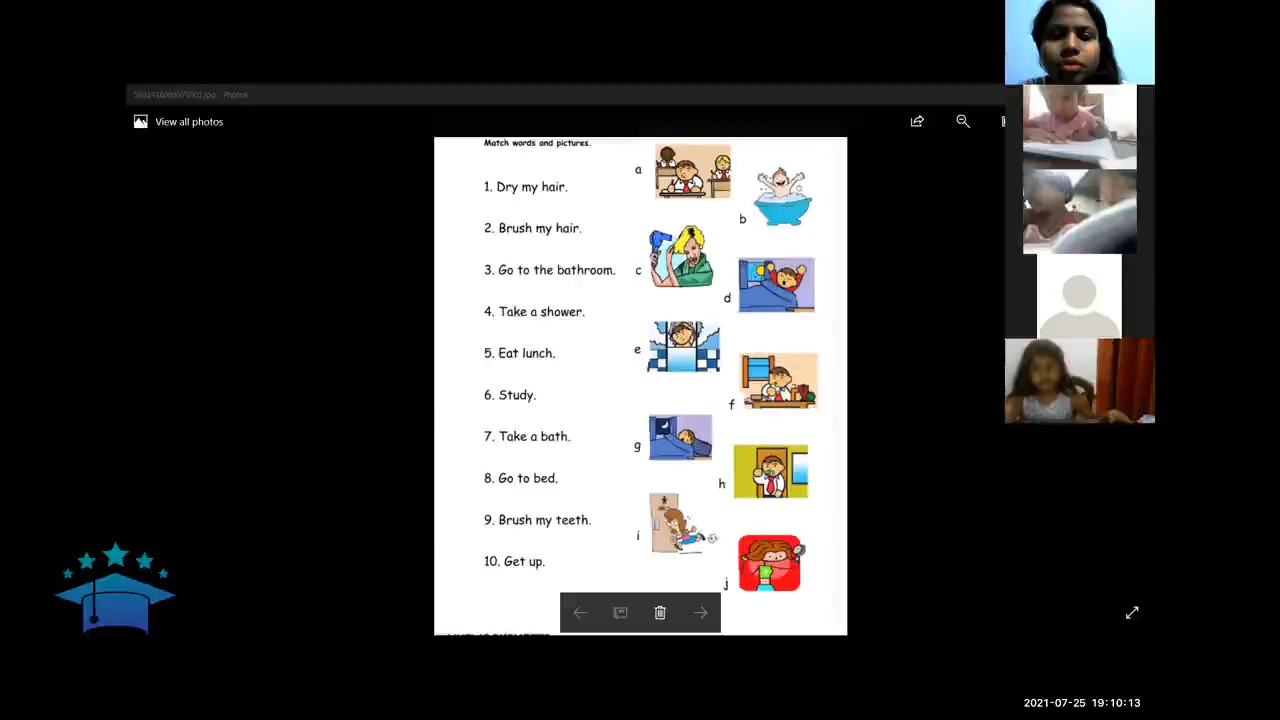 View all photos
Match words and pictures.
1. Dry my hair.
2. Brush my hair.
3. Go to the bathroom.
4. Take a shower.
5. Eat lunch.
6. Study.
7. Take a bath.
8. Go to bed.
9. Brush my teeth.
10. Get up.
a
b
c
d
e
f
g
h
i
j
2021-07-25 19:10:13